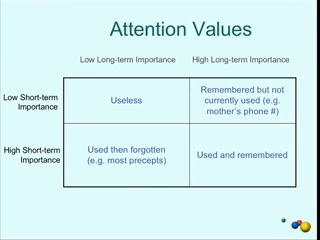 Attention Values
Low Long-term Importance
High Long-term Importance
Low Short-term
Importance
Useless
Remembered but not
currently used (e.g.
mother's phone #)
High Short-term
Importance
Used then forgotten
(e.g. most precepts)
Used and remembered